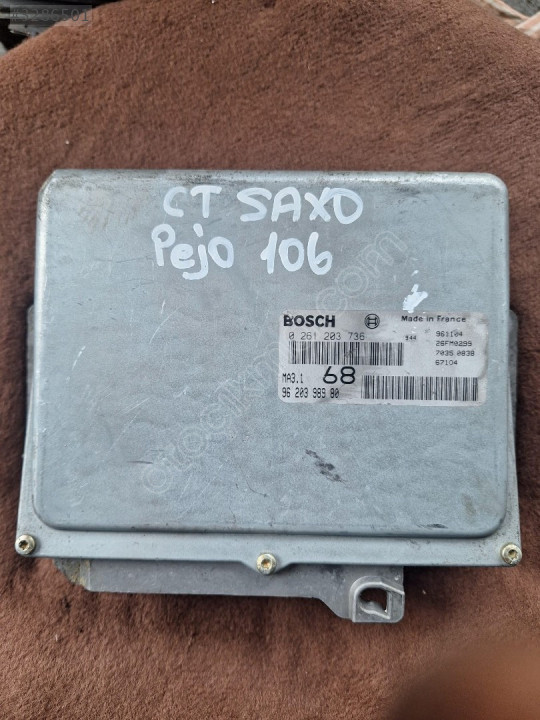 CT SAXO
Pejo 106
BOSCH Made in France
0 261 203 736 344 961104
26FM0299
7035.0838
67104
MA3.1 68
96 203 989 80